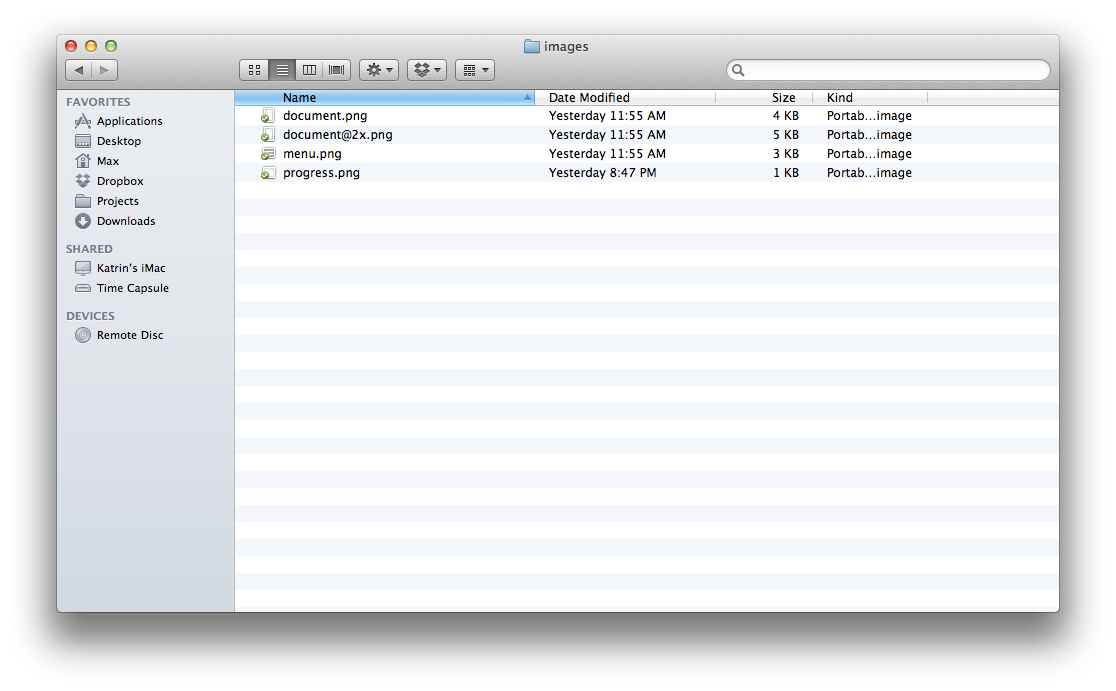 images
FAVORITES
Applications
Desktop
Max
Dropbox
Projects
Downloads
SHARED
Katrin's iMac
Time Capsule
DEVICES
Remote Disc
Name Date Modified Size Kind
document.png Yesterday 11:55 AM 4 KB Portab...image
document@2x.png Yesterday 11:55 AM 5 KB Portab...image
menu.png Yesterday 11:55 AM 3 KB Portab...image
progress.png Yesterday 8:47 PM 1 KB Portab...image